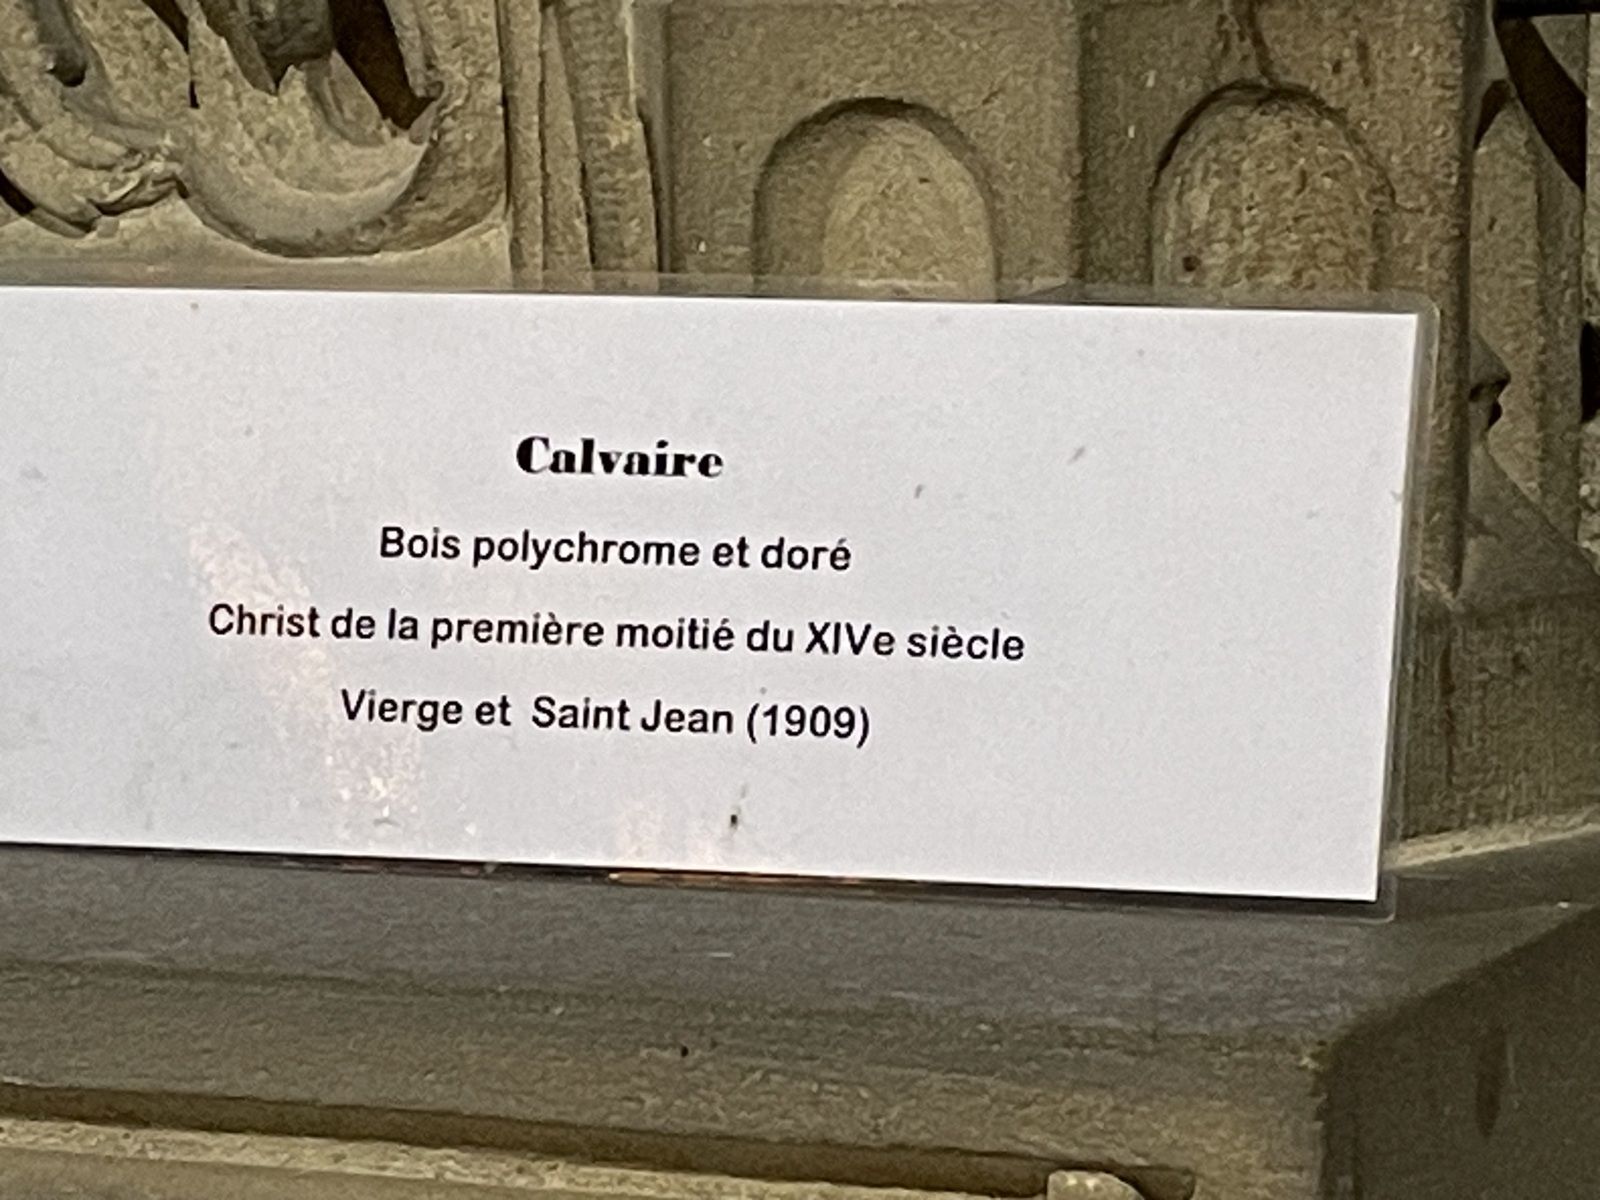 Calvaire
Bois polychrome et doré
Christ de la première moitié du XIVe siècle
Vierge et Saint Jean (1909)